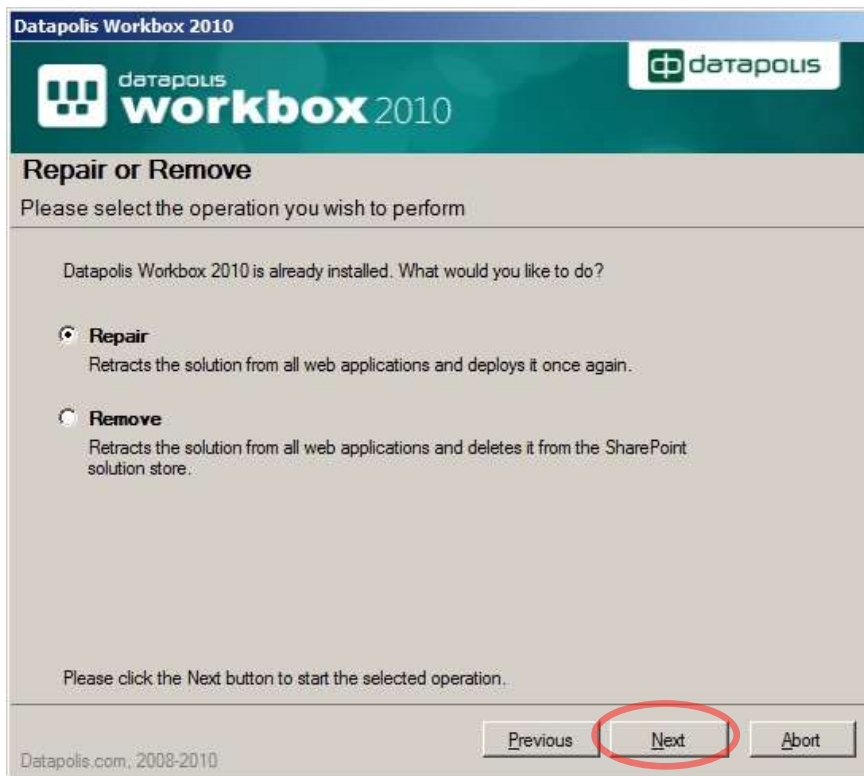 Datapolis Workbox 2010
datapolis
workbox 2010
datapolis
Repair or Remove
Please select the operation you wish to perform
Datapolis Workbox 2010 is already installed. What would you like to do?
Repair
Retracts the solution from all web applications and deploys it once again.
Remove
Retracts the solution from all web applications and deletes it from the SharePoint
solution store.
Please click the Next button to start the selected operation.
Previous
Next
Abort
Datapolis.com, 2008-2010